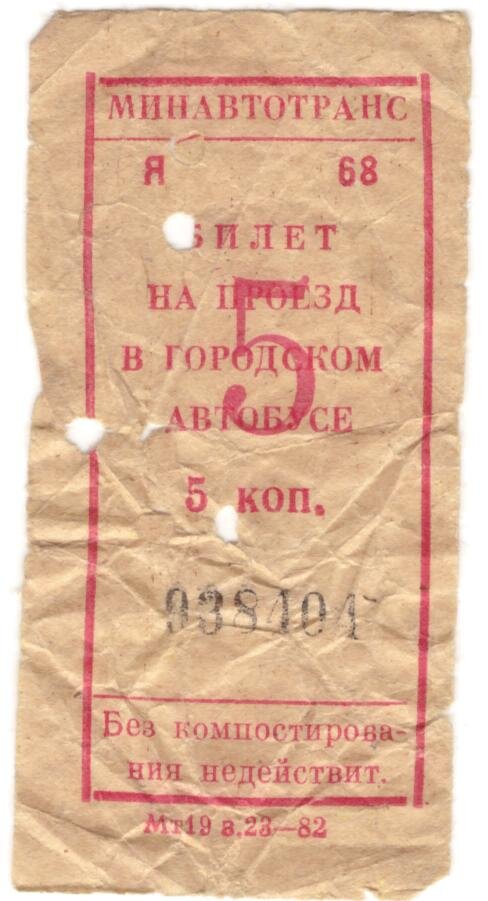 МИНАВТОТРАНС
Я 68
БИЛЕТ
НА ПРОЕЗД
В ГОРОДСКОМ
АВТОБУСЕ
5
5 коп.
938404
Без компостирова-
ния недействит.
Мт19 з.23—82